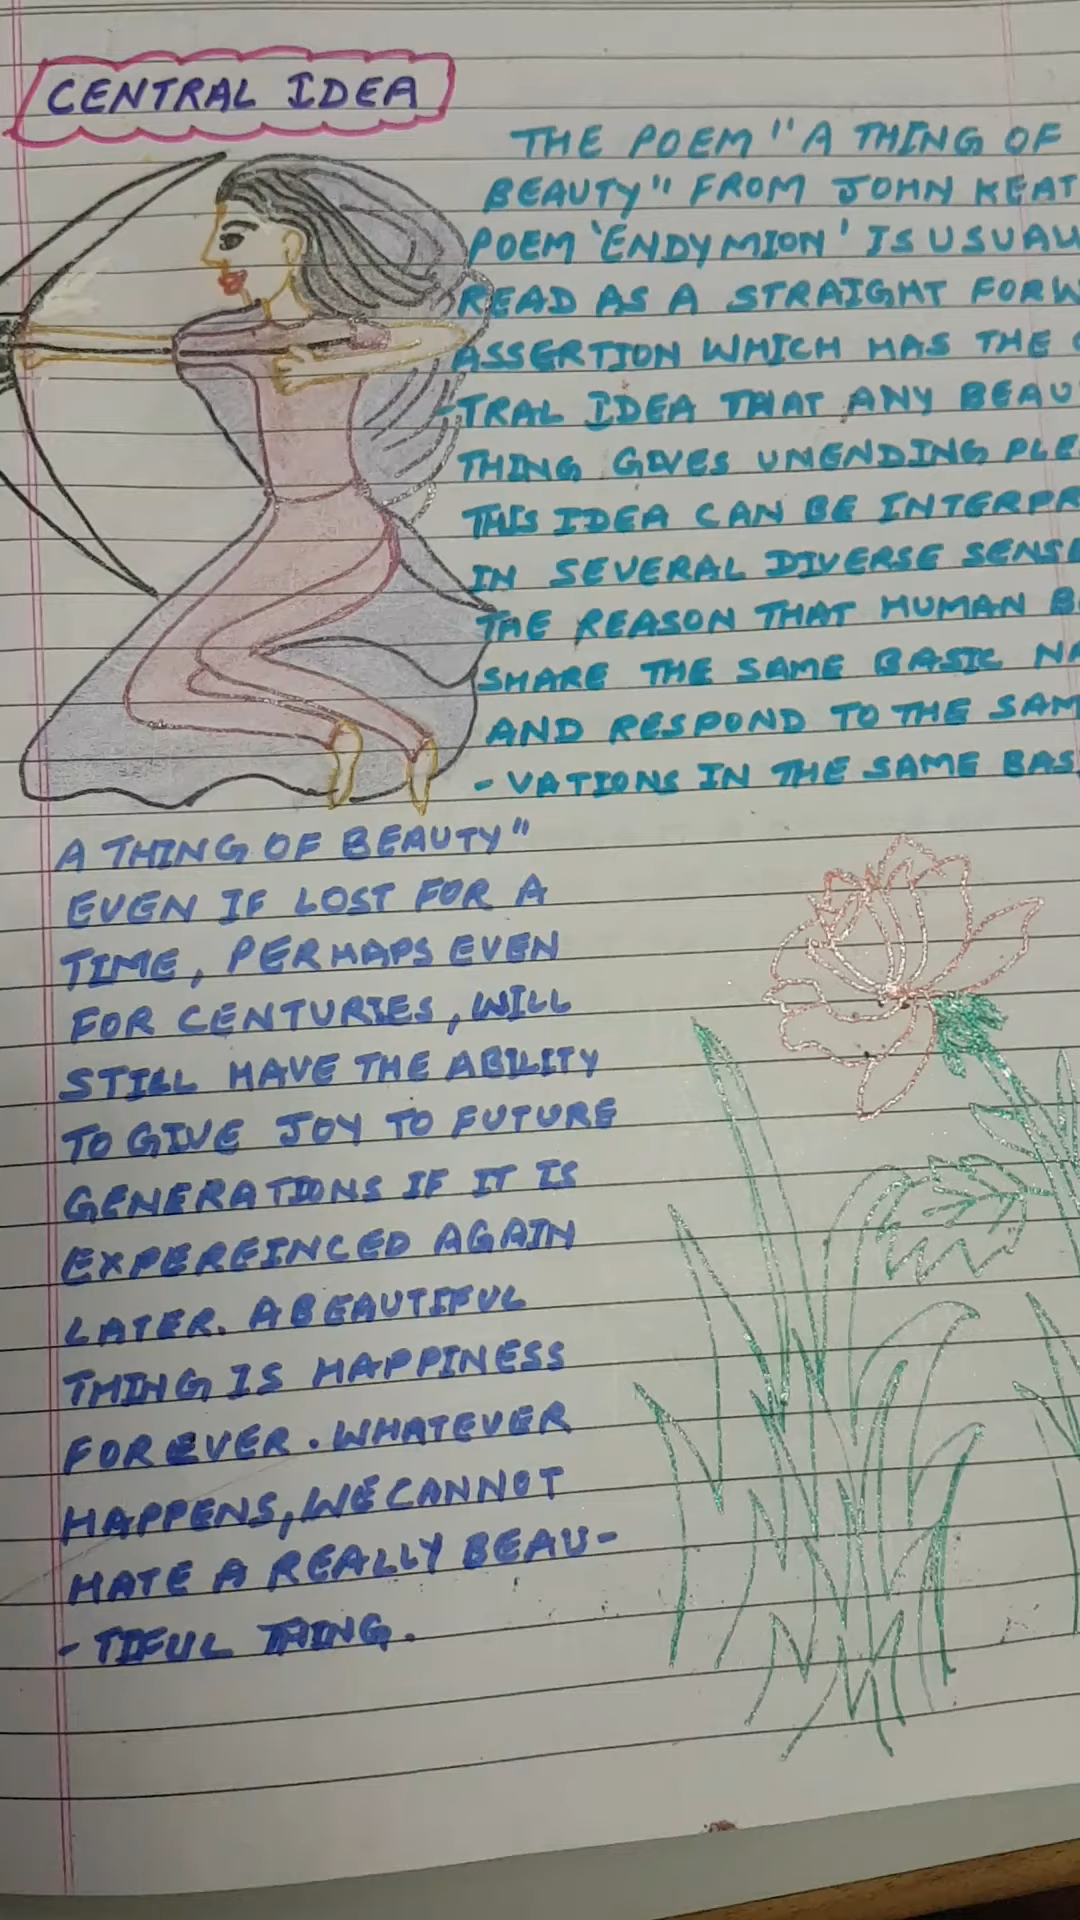 CENTRAL IDEA
THE POEM "A THING OF
BEAUTY" FROM JOHN KEAT
POEM 'ENDYMION' IS USUAL
READ AS A STRAIGHT FORW
ASSERTION WHICH HAS THE
-TRAL IDEA THAT ANY BEAU
THING GIVES UNENDING PLE
THIS IDEA CAN BE INTERPR
IN SEVERAL DIVERSE SENSE
THE REASON THAT HUMAN B
SHARE THE SAME BASIC NA
AND RESPOND TO THE SAM
-VATIONS IN THE SAME BAS
A THING OF BEAUTY"
EVEN IF LOST FOR A
TIME, PERHAPS EVEN
FOR CENTURIES, WILL
STILL HAVE THE ABILITY
TO GIVE JOY TO FUTURE
GENERATIONS IF IT IS
EXPEREINCED AGAIN
LATER. A BEAUTIFUL
THING IS HAPPINESS
FOREVER. WHATEVER
HAPPENS, WE CANNOT
HATE A REALLY BEAU-
-TIFUL THING.